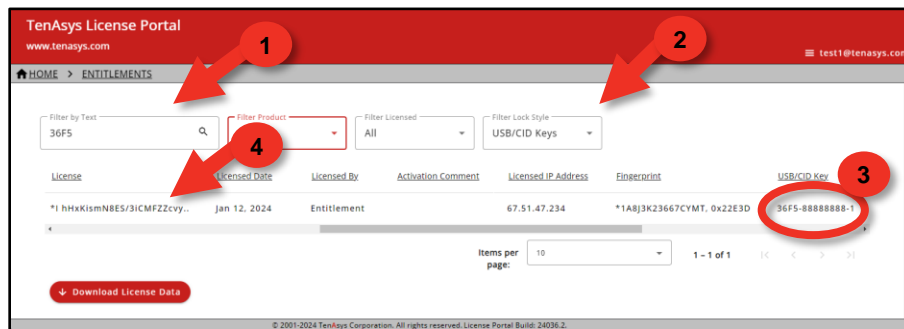 TenAsys License Portal
www.tenasys.com
1
2
test1@tenasys.com
HOME > ENTITLEMENTS
Filter by Text
Filter Product
Filter Licensed
Filter Lock Style
36F5
All
USB/CID Keys
4
3
License
Licensed Date
Licensed By
Activation Comment
Licensed IP Address
Fingerprint
USB/CID Key
*I hHxKismN8ES/3iCMFZZcvy..
Jan 12, 2024
Entitlement
67.51.47.234
*1A8J3K23667CYMT, 0x22E3D
36F5-88888888-1
Items per page:
10
1 – 1 of 1
Download License Data
© 2001-2024 TenAsys Corporation. All rights reserved. License Portal Build: 24036.2.